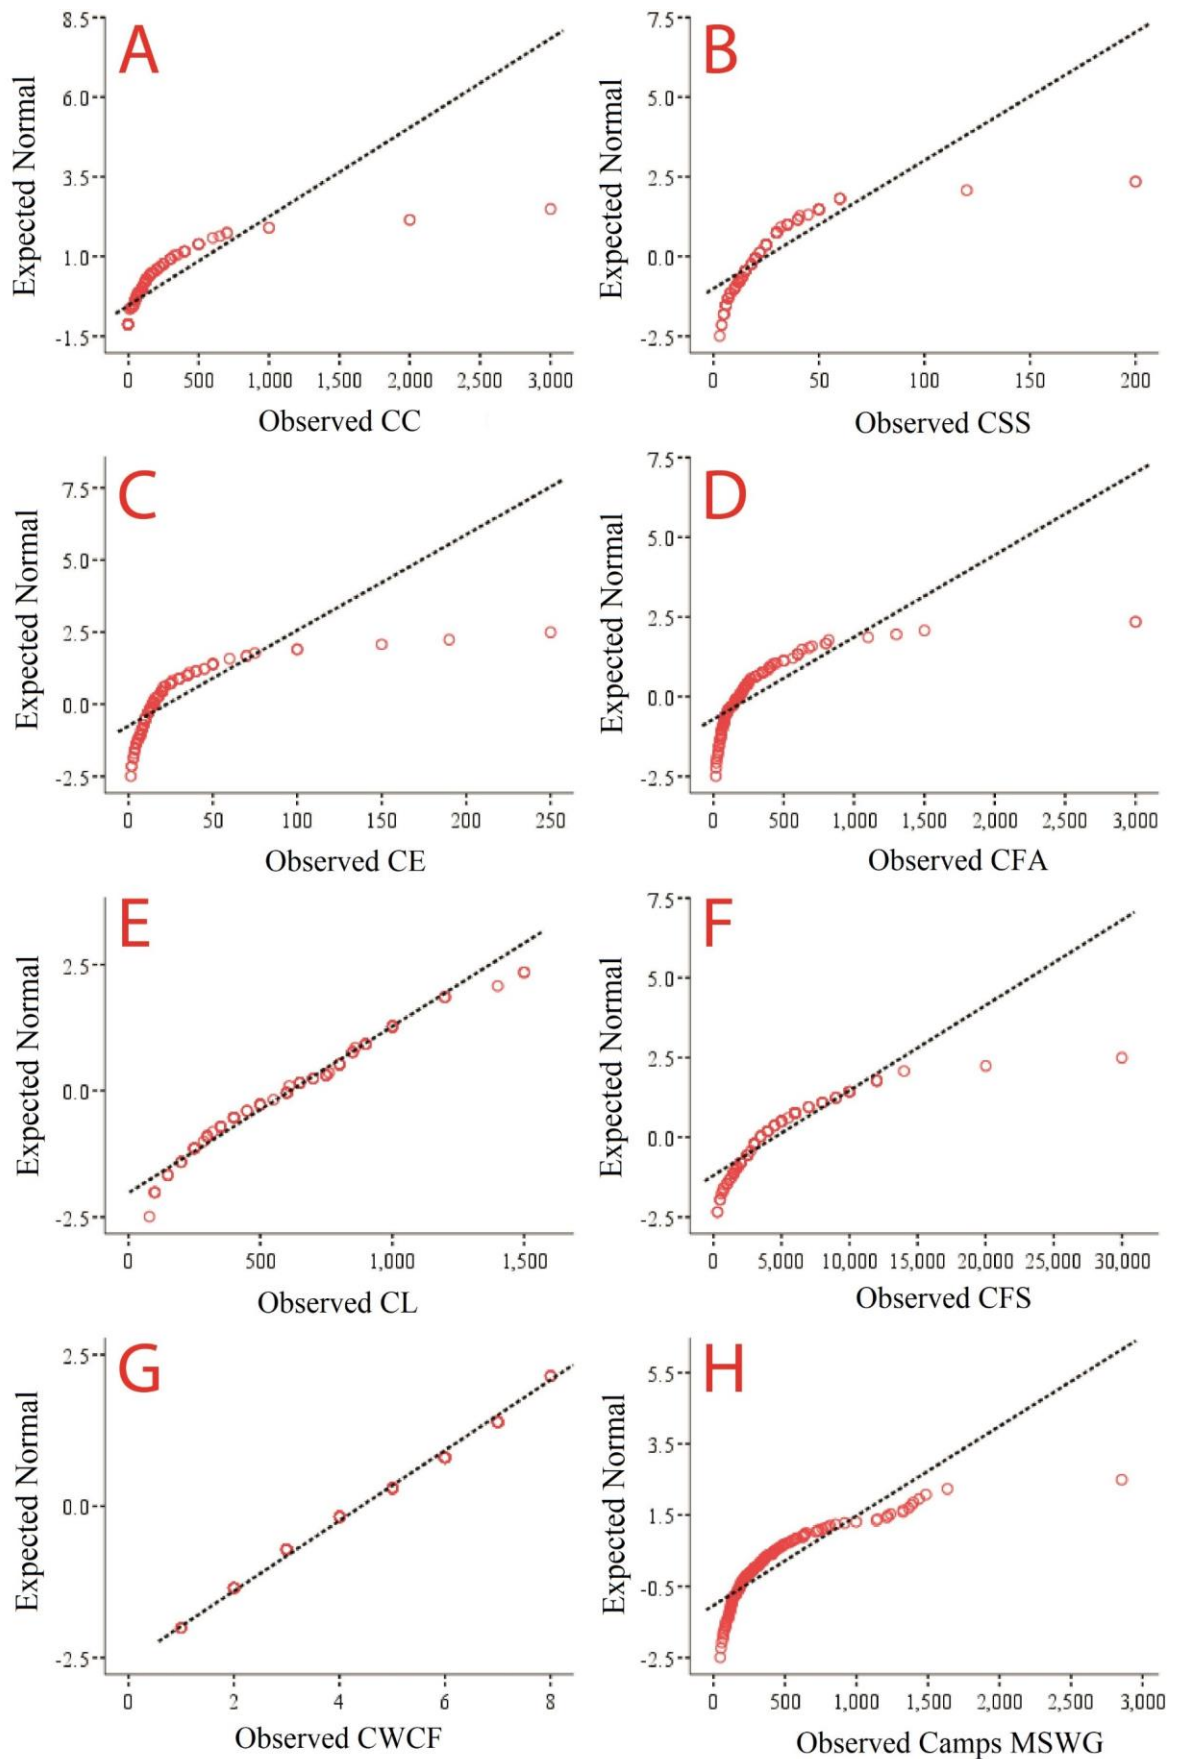 A
Expected Normal
8.5
6.0
3.5
1.0
-1.5
0 500 1,000 1,500 2,000 2,500 3,000
Observed CC
B
Expected Normal
7.5
5.0
2.5
0.0
-2.5
0 50 100 150 200
Observed CSS
C
Expected Normal
7.5
5.0
2.5
0.0
-2.5
0 50 100 150 200 250
Observed CE
D
Expected Normal
7.5
5.0
2.5
0.0
-2.5
0 500 1,000 1,500 2,000 2,500 3,000
Observed CFA
E
Expected Normal
2.5
0.0
-2.5
0 500 1,000 1,500
Observed CL
F
Expected Normal
7.5
5.0
2.5
0.0
-2.5
0 5,000 10,000 15,000 20,000 25,000 30,000
Observed CFS
G
Expected Normal
2.5
0.0
-2.5
0 2 4 6 8
Observed CWCF
H
Expected Normal
5.5
3.5
1.5
-0.5
-2.5
0 500 1,000 1,500 2,000 2,500 3,000
Observed Camps MSWG